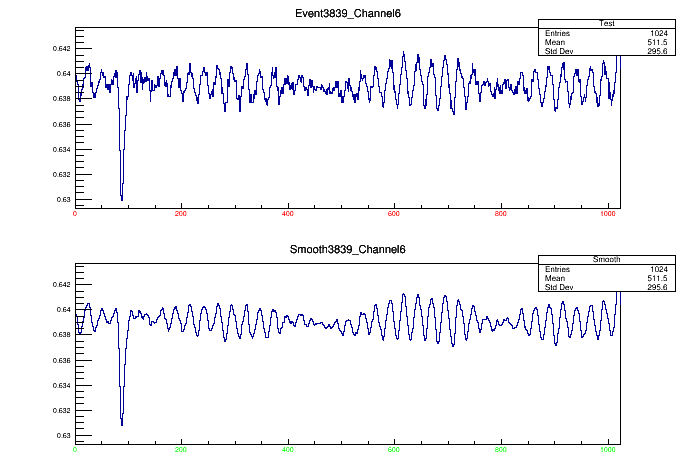 Event3839_Channel6
Test
Entries 1024
Mean 511.5
Std Dev 295.6
0.642
0.64
0.638
0.636
0.634
0.632
0.63
0 200 400 600 800 1000
Smooth3839_Channel6
Smooth
Entries 1024
Mean 511.5
Std Dev 295.6
0.642
0.64
0.638
0.636
0.634
0.632
0.63
0 200 400 600 800 1000